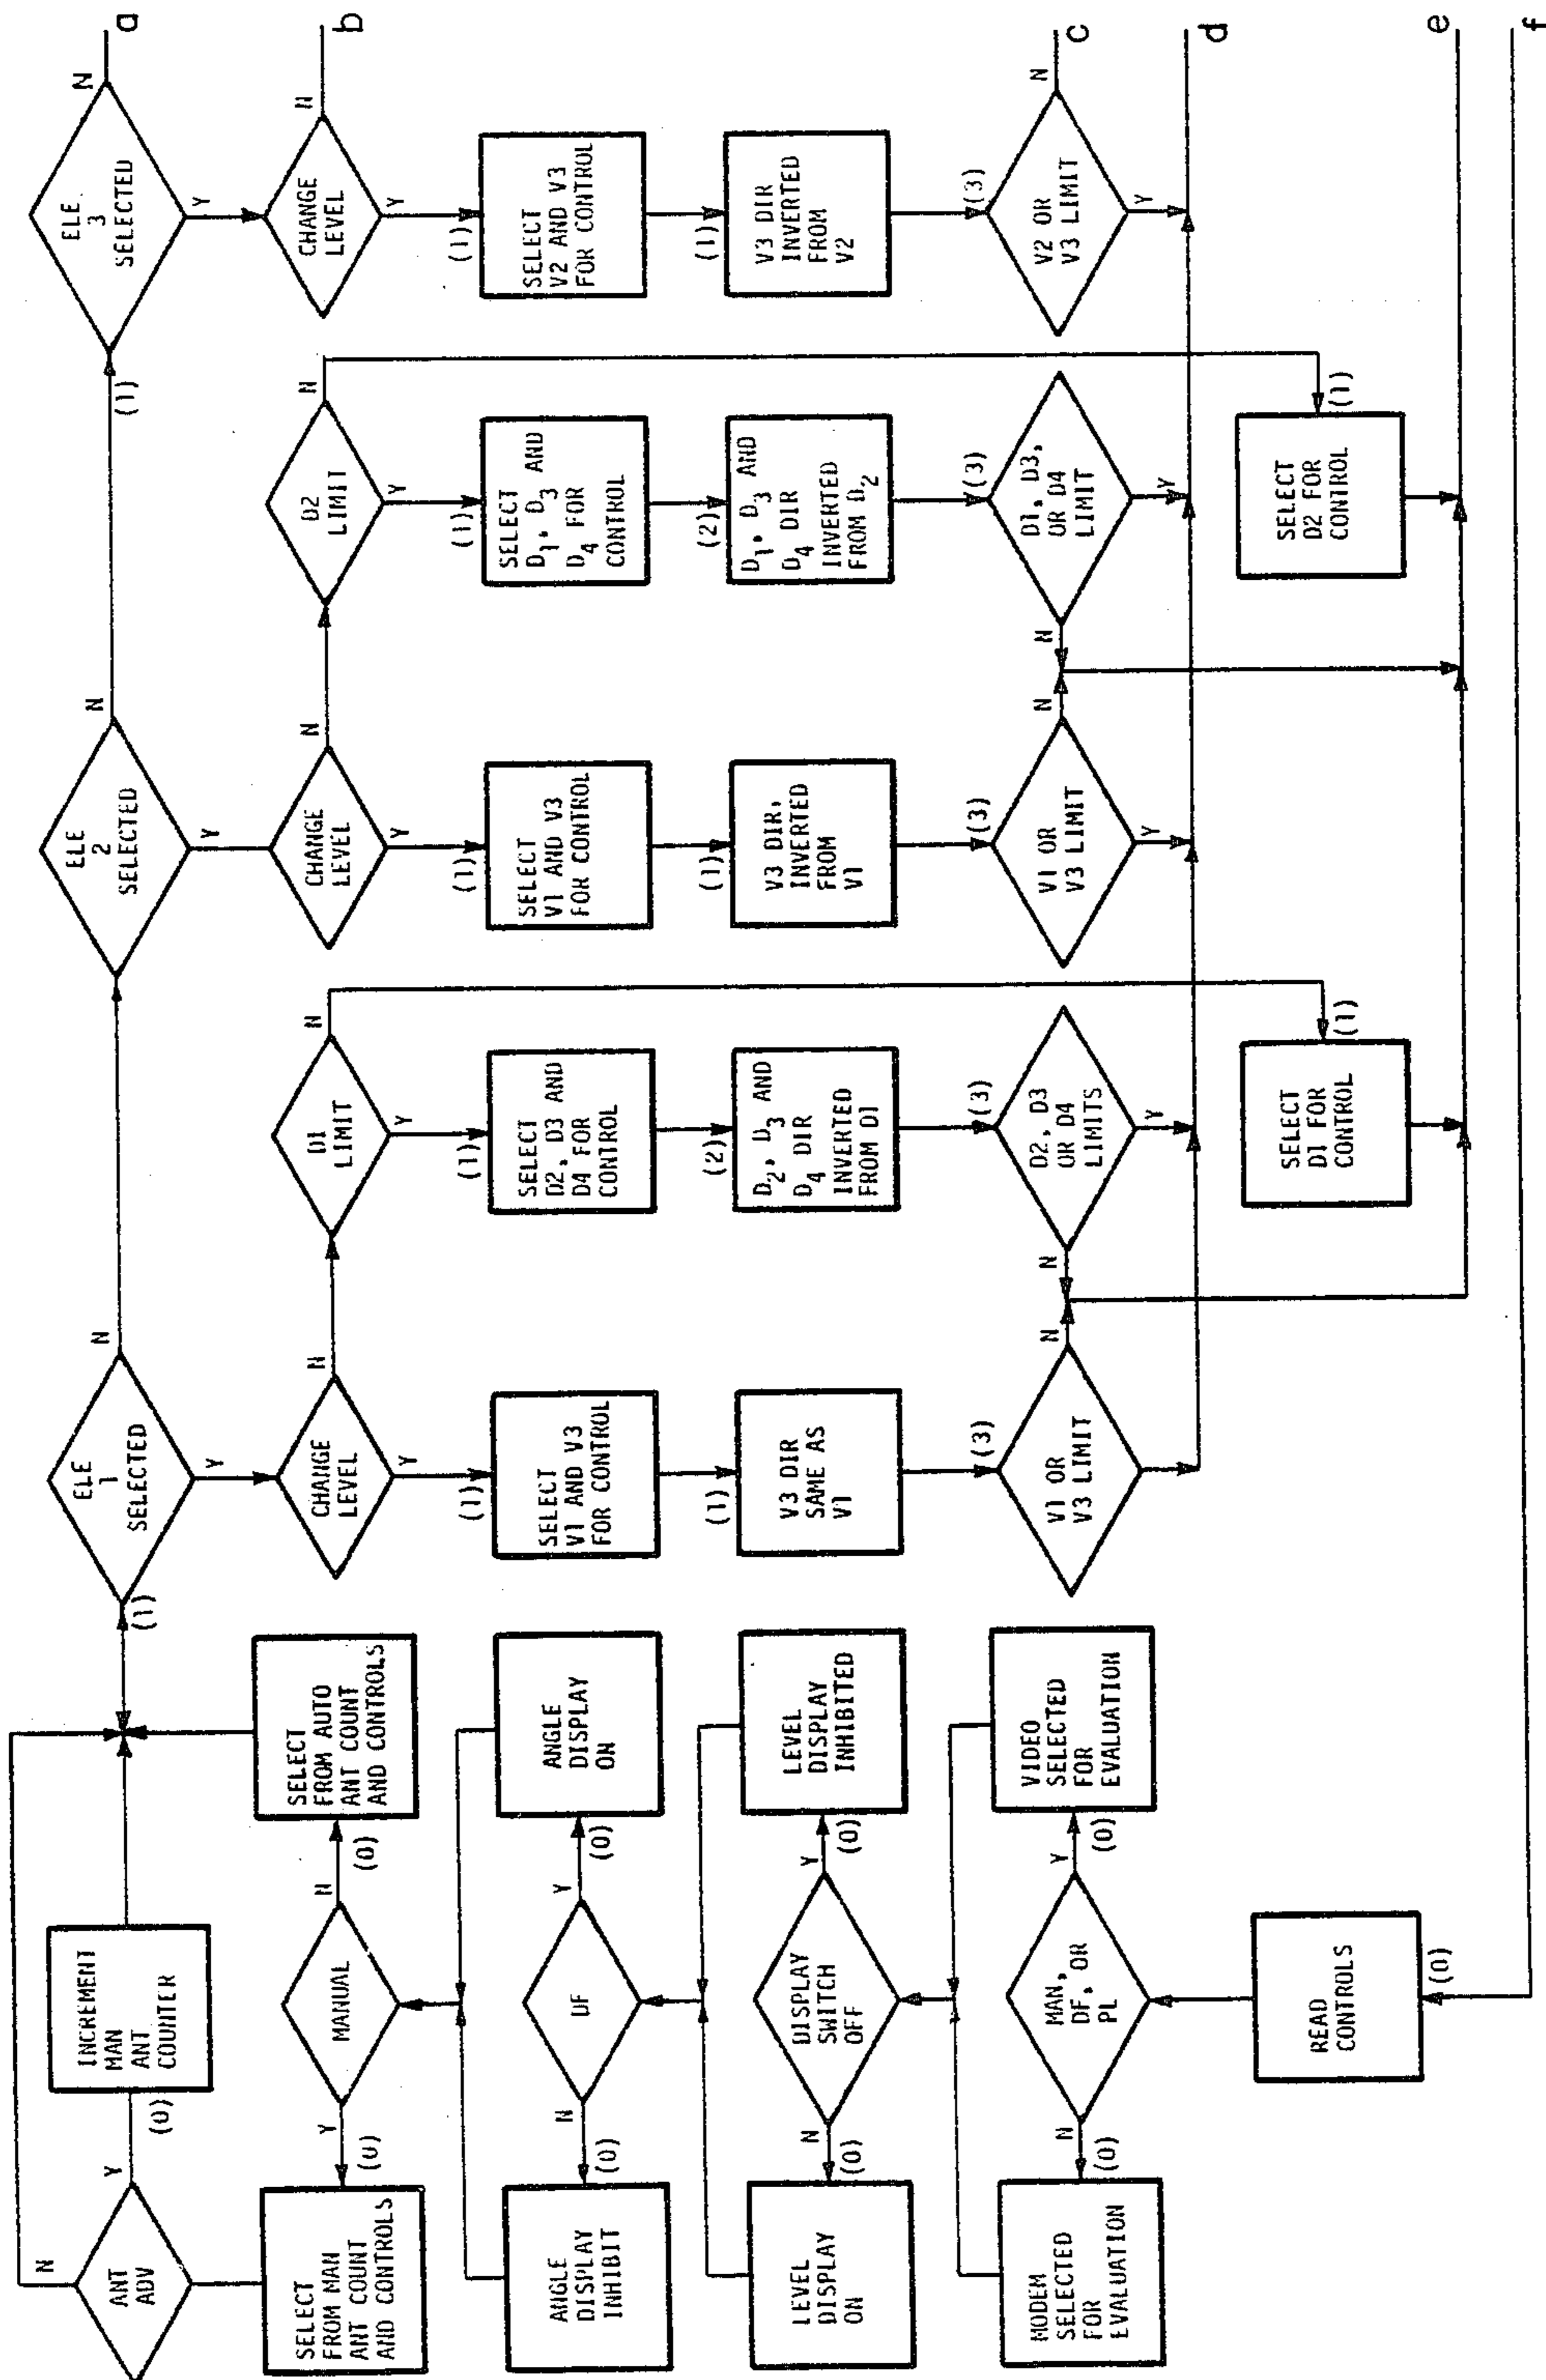 N
ANT
ADV
Y
(0)
INCREMENT
MAN
ANT
COUNTER
(1)
ELE
1
SELECTED
N
Y
ELE
2
SELECTED
N
Y
(1)
ELE
3
SELECTED
N
Y
a
SELECT
FROM MAN
ANT COUNT
AND CONTROLS
Y
(0)
MANUAL
N
(0)
SELECT
FROM AUTO
ANT COUNT
AND CONTROLS
CHANGE
LEVEL
N
Y
D1
LIMIT
N
Y
CHANGE
LEVEL
N
Y
D2
LIMIT
N
Y
CHANGE
LEVEL
N
Y
b
ANGLE
DISPLAY
INHIBIT
N
(0)
DF
Y
(0)
ANGLE
DISPLAY
ON
(1)
SELECT
V1 AND V3
FOR CONTROL
(1)
SELECT
D2, D3 AND
D4 FOR
CONTROL
(1)
SELECT
V1 AND V3
FOR CONTROL
(1)
SELECT
D1, D3 AND
D4 FOR
CONTROL
(1)
SELECT
V2 AND V3
FOR CONTROL
LEVEL
DISPLAY
ON
N
(0)
DISPLAY
SWITCH
OFF
Y
(0)
LEVEL
DISPLAY
INHIBITED
(1)
V3 DIR
SAME AS
V1
(2)
D2, D3 AND
D4 DIR
INVERTED
FROM D1
(1)
V3 DIR,
INVERTED
FROM
V1
(2)
D1, D3 AND
D4 DIR
INVERTED
FROM D2
(1)
V3 DIR
INVERTED
FROM
V2
MODEM
SELECTED
FOR
EVALUATION
N
(0)
MAN,
DF, OR
PL
Y
(0)
VIDEO
SELECTED
FOR
EVALUATION
(3)
V1 OR
V3 LIMIT
N
(3)
D2, D3
OR D4
LIMITS
N
Y
(3)
V1 OR
V3 LIMIT
N
Y
(3)
D1, D3,
OR D4
LIMIT
N
Y
(3)
V2 OR
V3 LIMIT
N
Y
c
d
READ
CONTROLS
(0)
SELECT
D1 FOR
CONTROL
(1)
SELECT
D2 FOR
CONTROL
(1)
e
f